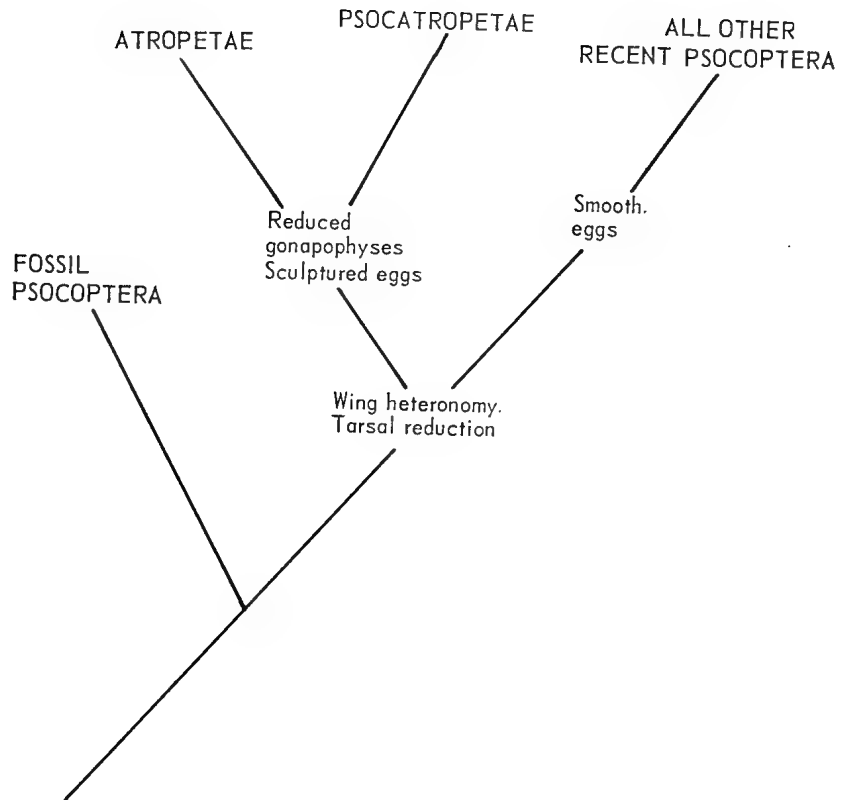 ATROPETAE
PSOCATROPETAE
ALL OTHER
RECENT PSOCOPTERA
Reduced
gonapophyses
Sculptured eggs
Smooth.
eggs
FOSSIL
PSOCOPTERA
Wing heteronomy.
Tarsal reduction